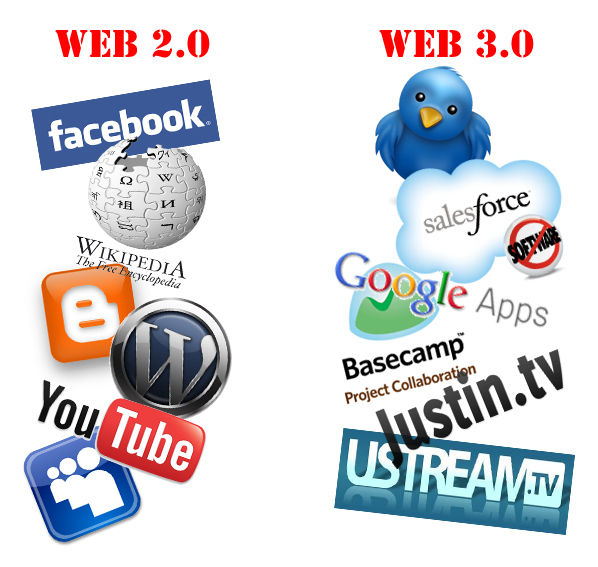 WEB 2.0
facebook®
WIKIPEDIA
The Free Encyclopedia
B
W
YouTube
WEB 3.0
salesforce
SOFTWARE
Google Apps
Basecamp™
Project Collaboration
Justin.tv
USTREAM.TV